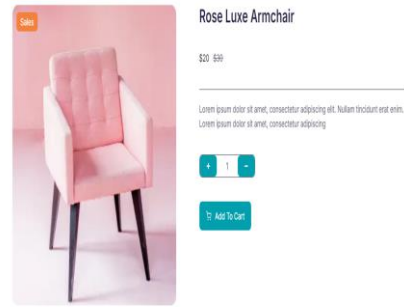 Sales
Rose Luxe Armchair
$20 $30
Lorem ipsum dolor sit amet, consectetur adipiscing elit. Nullam tincidunt erat enim.
Lorem ipsum dolor sit amet, consectetur adipiscing
+ 1 -
Add To Cart